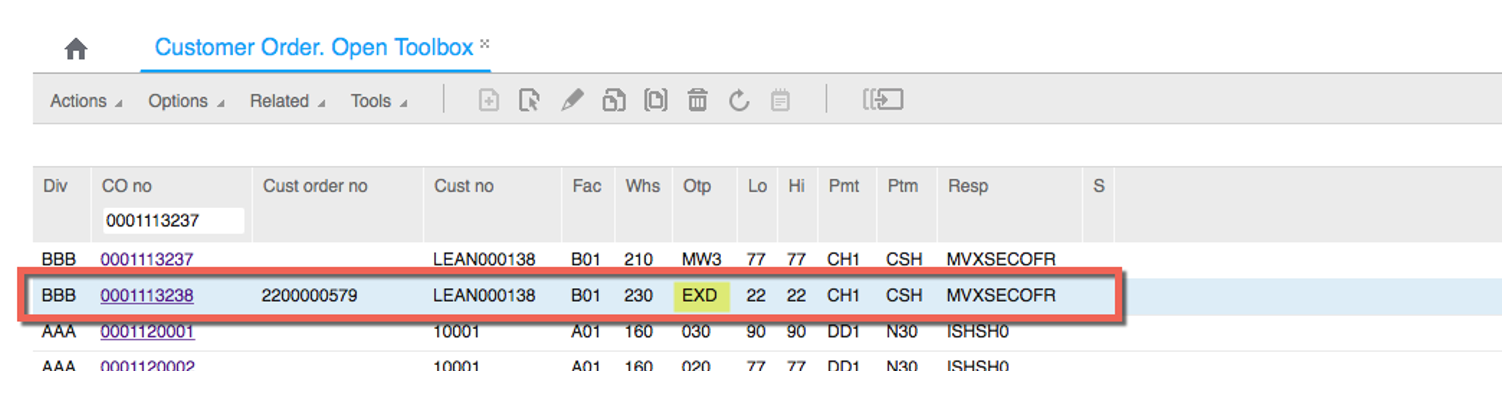 Customer Order. Open Toolbox
Actions Options Related Tools
Div CO no Cust order no Cust no Fac Whs Otp Lo Hi Pmt Ptm Resp S
0001113237
BBB 0001113237 LEAN000138 B01 210 MW3 77 77 CH1 CSH MVXSECOFR
BBB 0001113238 2200000579 LEAN000138 B01 230 EXD 22 22 CH1 CSH MVXSECOFR
AAA 0001120001 10001 A01 160 030 90 90 DD1 N30 ISHSH0
AAA 0001120002 10001 A01 160 020 77 77 DD1 N30 ISHSH0